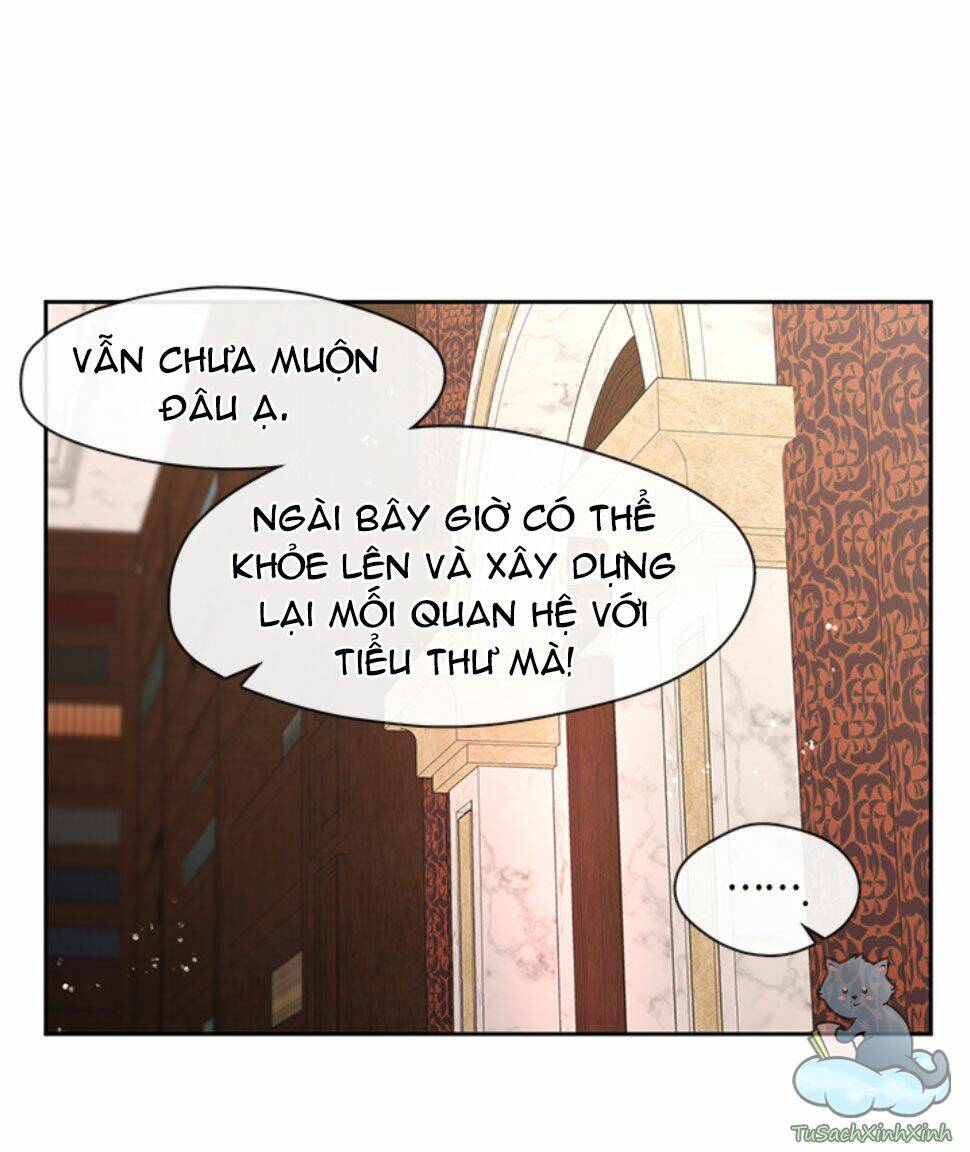 VẪN CHƯA MUỘN
ĐÂU Ạ.
NGÀI BÂY GIỜ CÓ THỂ
KHỎE LÊN VÀ XÂY DỰNG
LẠI MỐI QUAN HỆ VỚI
TIỂU THƯ MÀ!
.......
TuSachXinhXinh